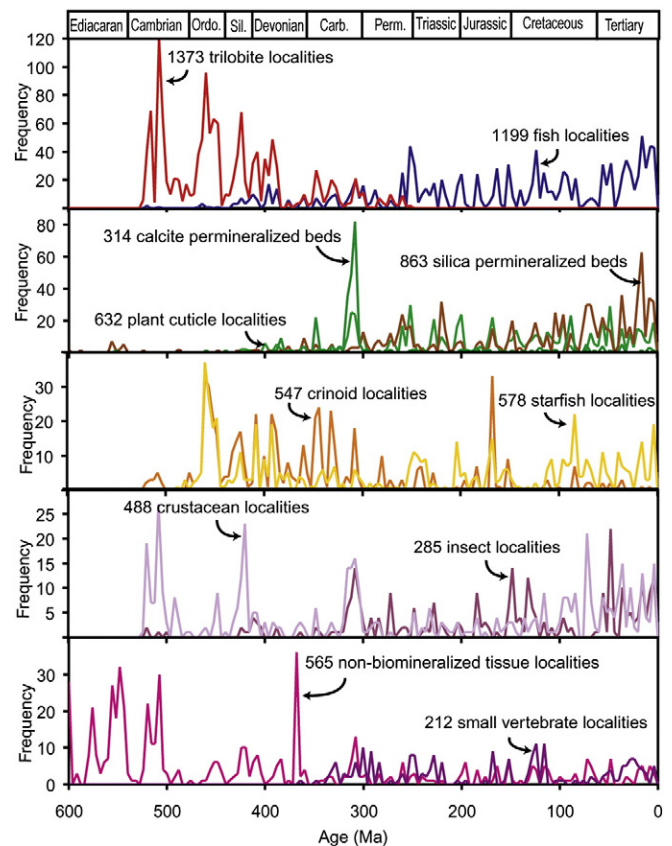 Ediacaran Cambrian Ordo. Sil. Devonian Carb. Perm. Triassic Jurassic Cretaceous Tertiary
120
100
80
60
40
20
Frequency
1373 trilobite localities
1199 fish localities
80
60
40
20
Frequency
314 calcite permineralized beds
863 silica permineralized beds
632 plant cuticle localities
30
20
10
Frequency
547 crinoid localities
578 starfish localities
25
20
15
10
5
Frequency
488 crustacean localities
285 insect localities
30
20
10
0
Frequency
565 non-biomineralized tissue localities
212 small vertebrate localities
600 500 400 300 200 100 0
Age (Ma)